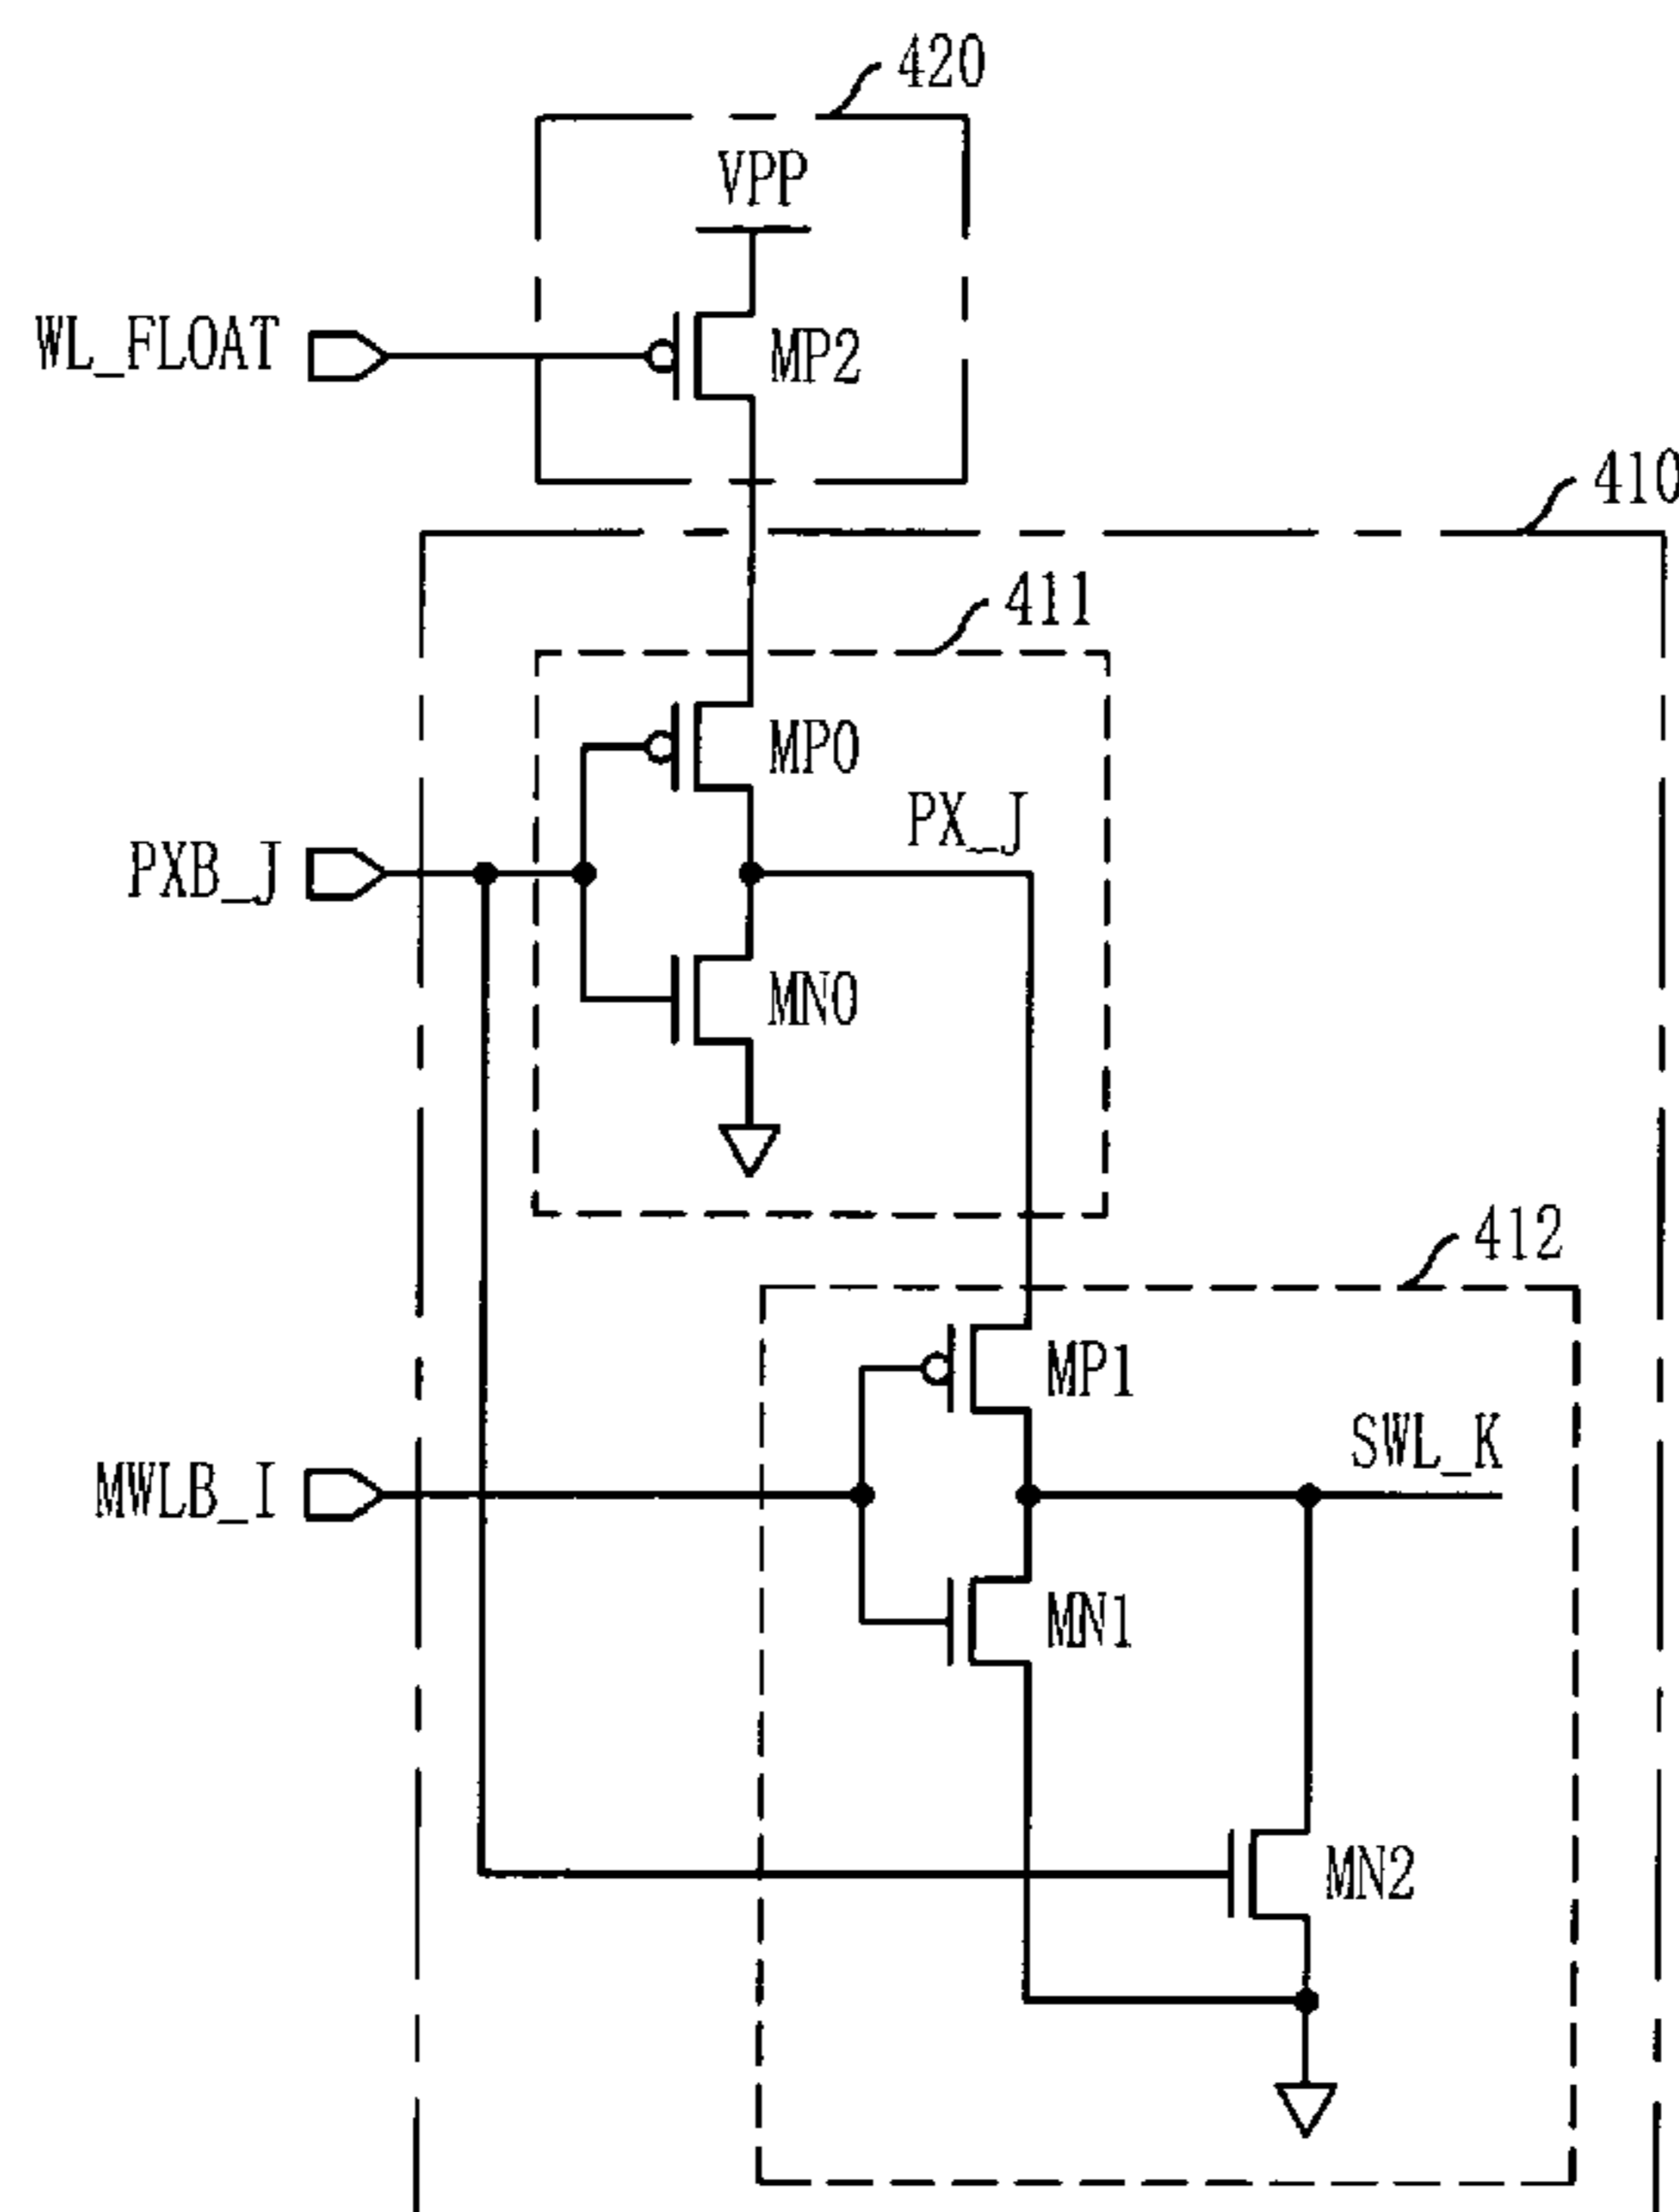 420
VPP
WL_FLOAT
MP2
410
411
MP0
PX_J
PXB_J
MN0
412
MP1
SWL_K
MWLB_I
MN1
MN2